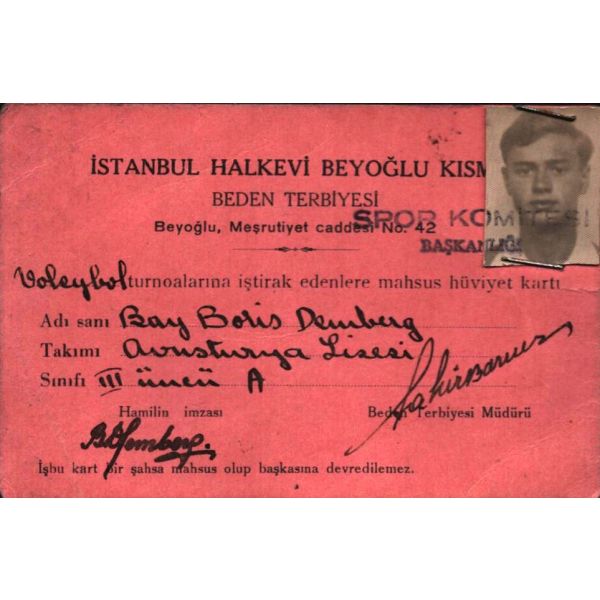 İSTANBUL HALKEVİ BEYOĞLU KISM
BEDEN TERBİYESİ
Beyoğlu, Meşrutiyet caddesi No. 42
SPOR KOMİTESİ
BAŞKANLIĞI
Voleybol turnoalarına iştirak edenlere mahsus hüviyet kartı
Adı sanı Bay Boris Demberg
Takımı Avusturya Lisesi
Sınıfı III üncü A
Hamilin imzası Beden Terbiyesi Müdürü
B. Demberg.
İşbu kart bir şahsa mahsus olup başkasına devredilemez.